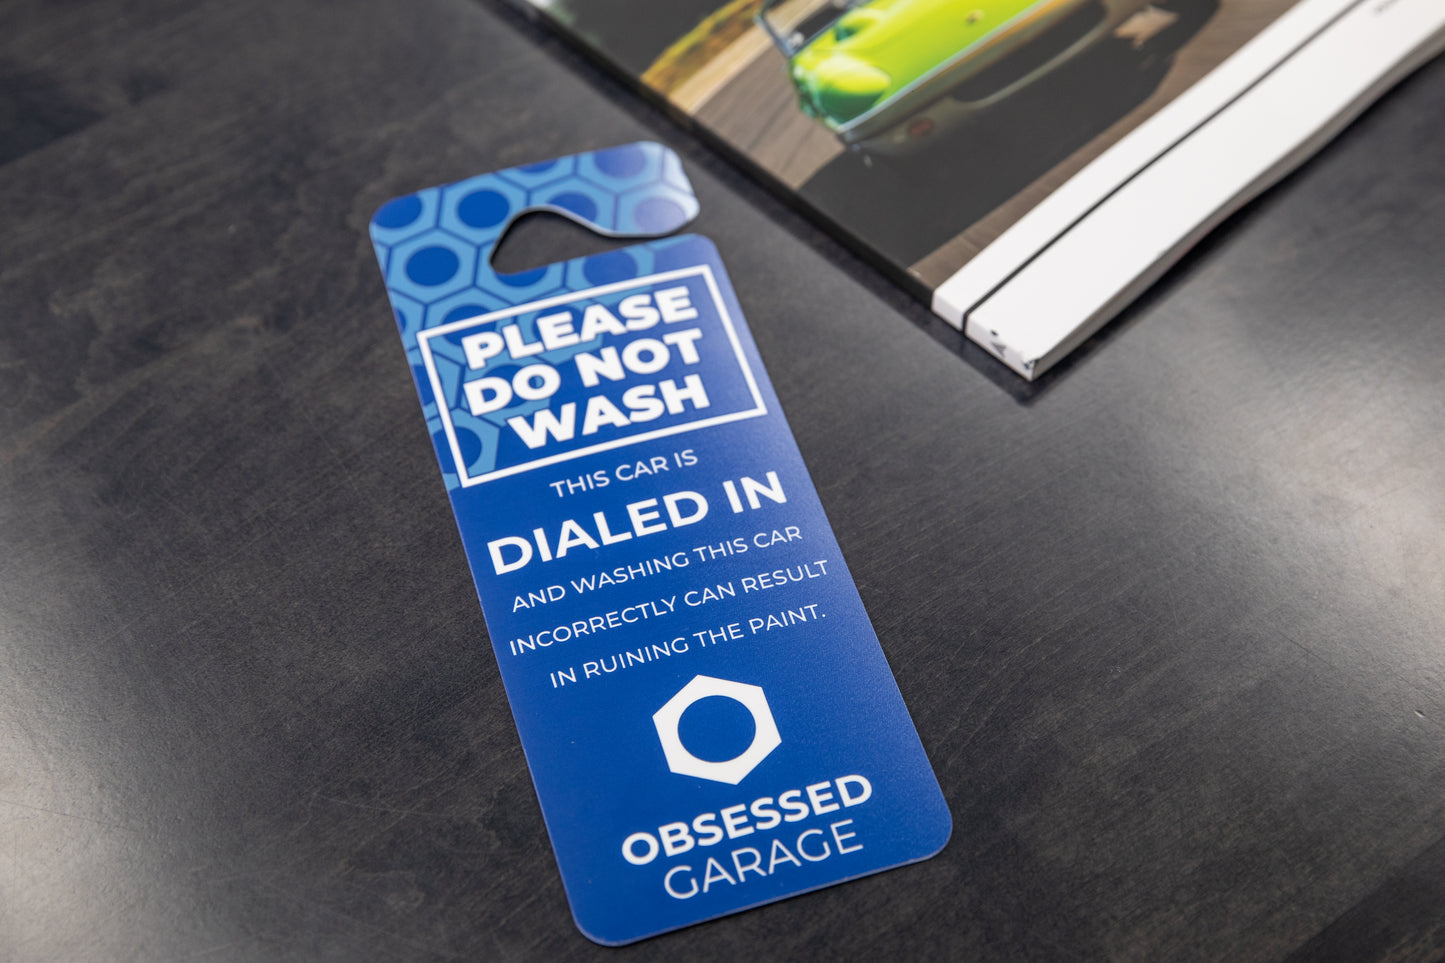 PLEASE
DO NOT
WASH
THIS CAR IS
DIALED IN
AND WASHING THIS CAR
INCORRECTLY CAN RESULT
IN RUINING THE PAINT.
OBSESSED
GARAGE